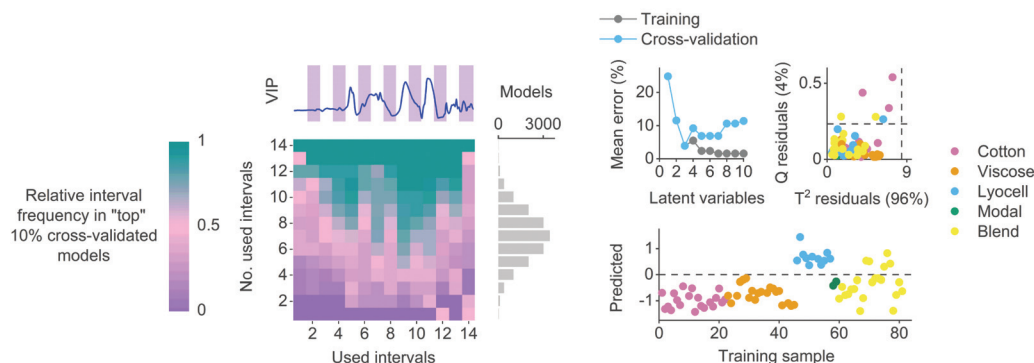 Relative interval
frequency in "top"
10% cross-validated
models
1
0.5
0
VIP
Models
3000
0
No. used intervals
14
12
10
8
6
4
2
2 4 6 8 10 12 14
Used intervals
Training
Cross-validation
Mean error (%)
20
10
0
0 2 4 6 8 10
Latent variables
Q residuals (4%)
0.5
0
0 9
T² residuals (96%)
Cotton
Viscose
Lyocell
Modal
Blend
Predicted
1
0
-1
0 20 40 60 80
Training sample